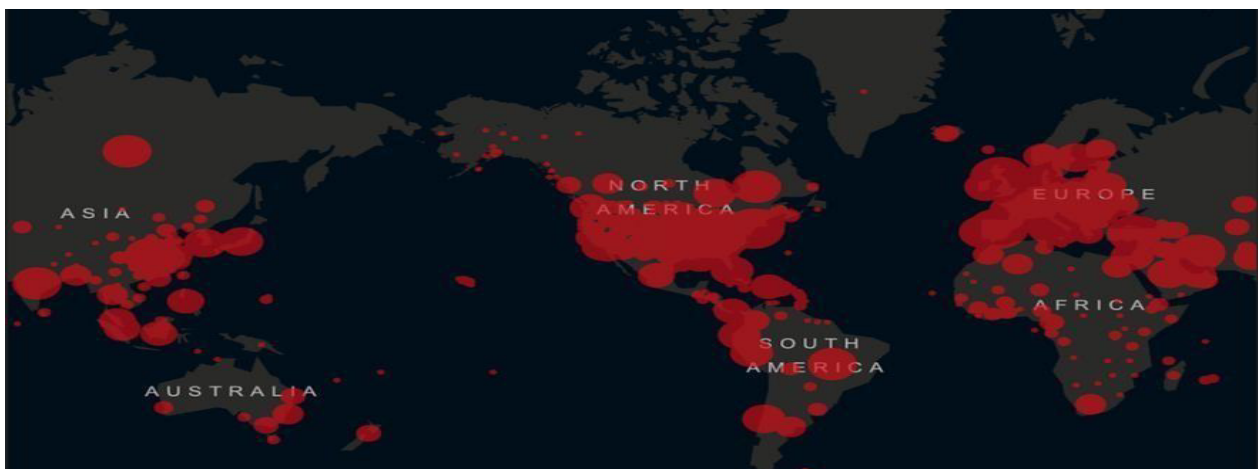 ASIA
NORTH
AMERICA
EUROPE
AFRICA
SOUTH
AMERICA
AUSTRALIA